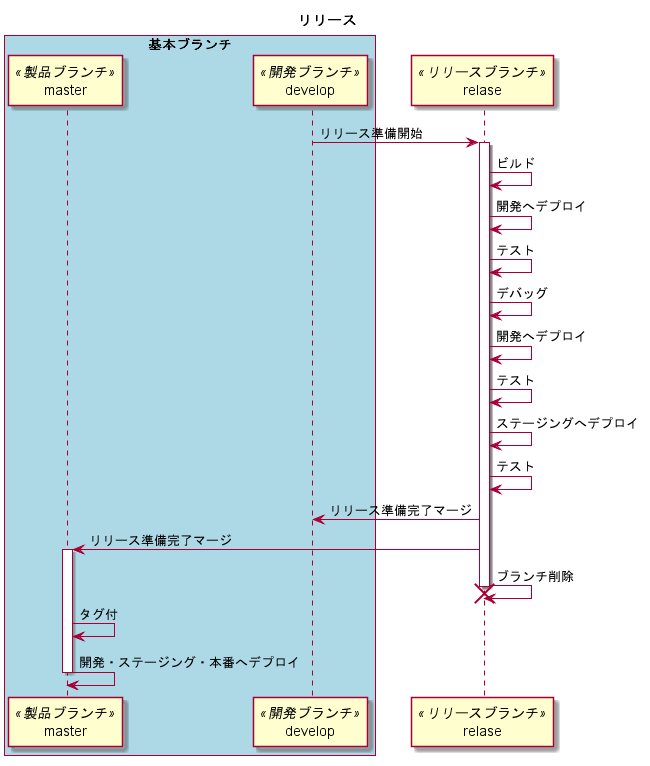 リリース
基本ブランチ
«製品ブランチ»
master
«開発ブランチ»
develop
«リリースブランチ»
relase
リリース準備開始
ビルド
開発へデプロイ
テスト
デバッグ
開発へデプロイ
テスト
ステージングへデプロイ
テスト
リリース準備完了マージ
リリース準備完了マージ
ブランチ削除
タグ付
開発・ステージング・本番へデプロイ
«製品ブランチ»
master
«開発ブランチ»
develop
«リリースブランチ»
relase